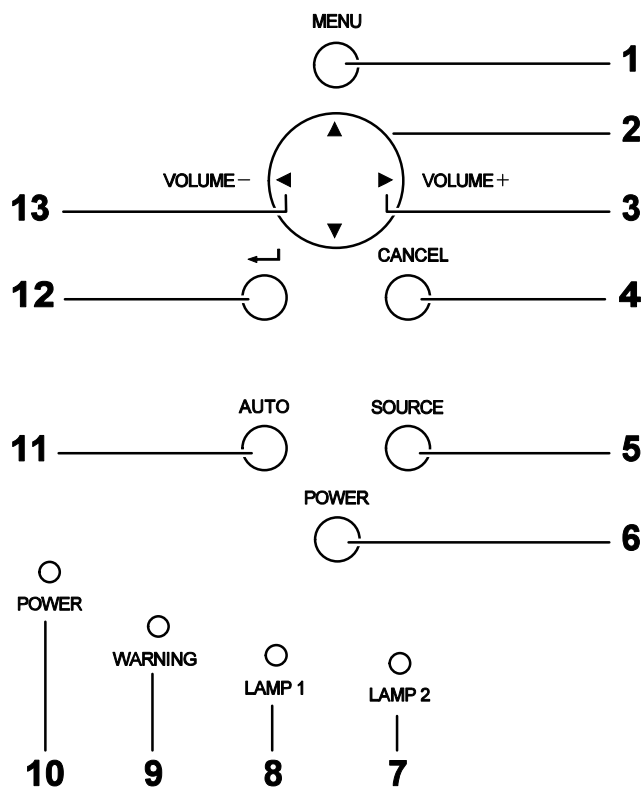 MENU
1
2
VOLUME－ ◀ ▶ VOLUME＋
13
3
CANCEL
12
4
AUTO
SOURCE
11
5
POWER
6
POWER
WARNING
LAMP 1
LAMP 2
10
9
8
7